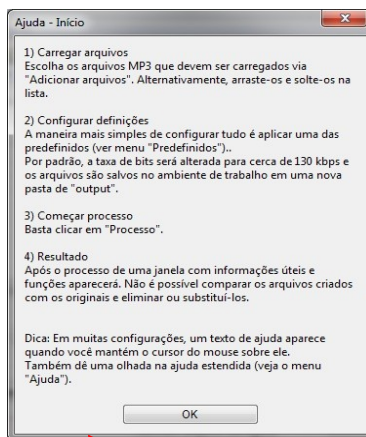 Ajuda - Início
1) Carregar arquivos
Escolha os arquivos MP3 que devem ser carregados via
"Adicionar arquivos". Alternativamente, arraste-os e solte-os na
lista.
2) Configurar definições
A maneira mais simples de configurar tudo é aplicar uma das
predefinidos (ver menu "Predefinidos")..
Por padrão, a taxa de bits será alterada para cerca de 130 kbps e
os arquivos são salvos no ambiente de trabalho em uma nova
pasta de "output".
3) Começar processo
Basta clicar em "Processo".
4) Resultado
Após o processo de uma janela com informações úteis e
funções aparecerá. Não é possível comparar os arquivos criados
com os originais e eliminar ou substituí-los.
Dica: Em muitas configurações, um texto de ajuda aparece
quando você mantém o cursor do mouse sobre ele.
Também dé uma olhada na ajuda estendida (veja o menu
"Ajuda").
OK